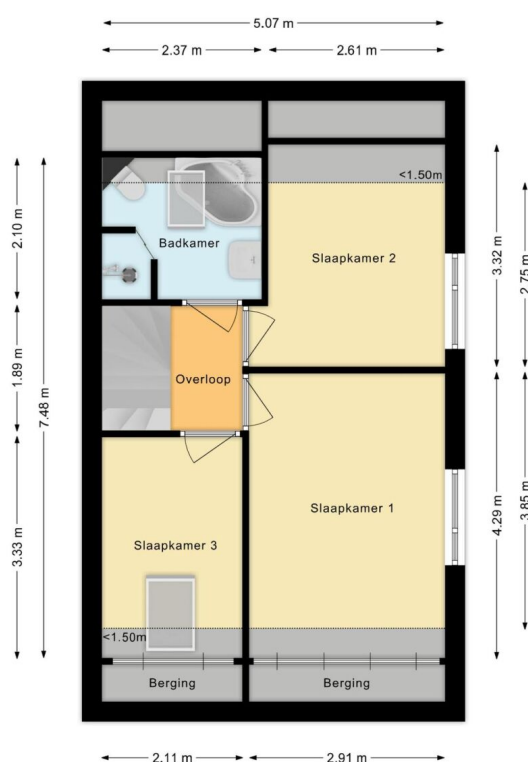 5.07 m
2.37 m
2.61 m
<1.50m
2.10 m
Badkamer
Slaapkamer 2
3.32 m
2.75 m
1.89 m
7.48 m
Overloop
3.33 m
Slaapkamer 1
4.29 m
3.85 m
Slaapkamer 3
<1.50m
Berging
Berging
2.11 m
2.91 m